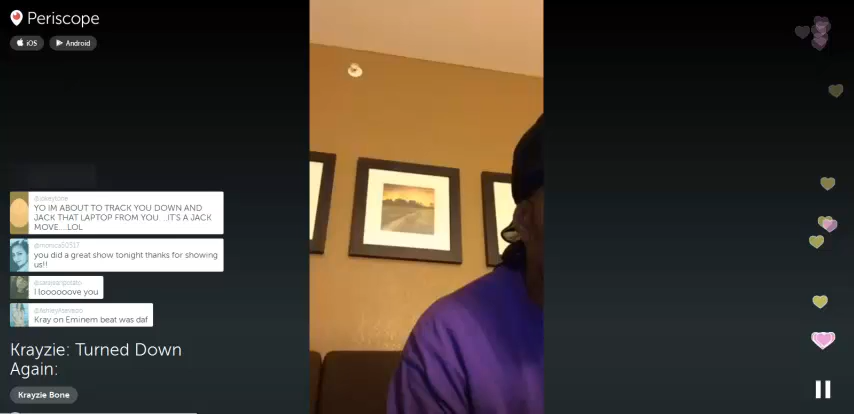 Periscope
iOS
Android
@jokeytone
YO IM ABOUT TO TRACK YOU DOWN AND
JACK THAT LAPTOP FROM YOU ...IT'S A JACK
MOVE....LOL
@monica30517
you did a great show tonight thanks for showing
us!!
I loooooove you
Kray on Eminem beat was daf
Krayzie: Turned Down
Again:
Krayzie Bone